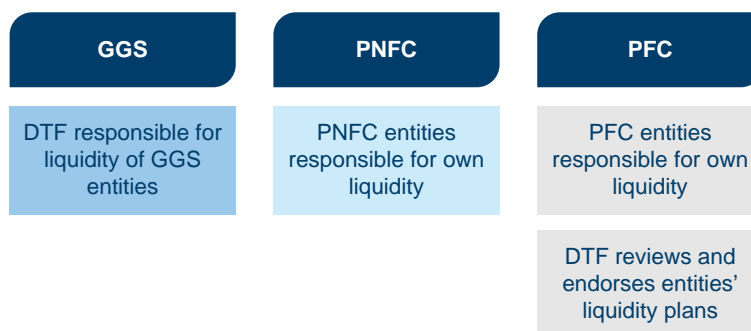 GGS
DTF responsible for
liquidity of GGS
entities
PNFC
PNFC entities
responsible for own
liquidity
PFC
PFC entities
responsible for own
liquidity
DTF reviews and
endorses entities’
liquidity plans